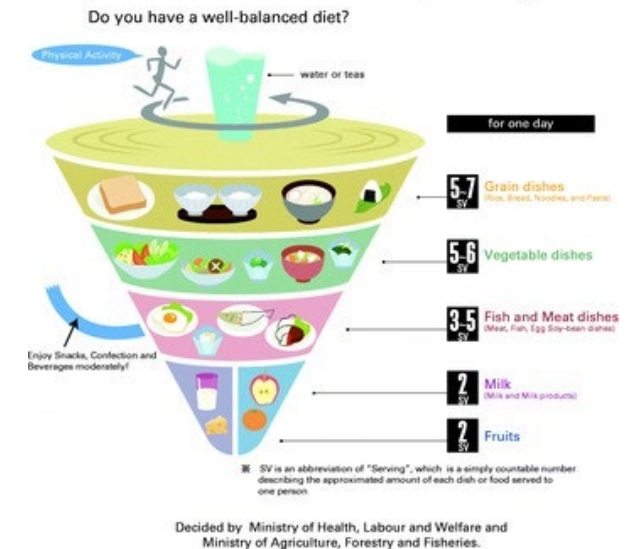 Do you have a well-balanced diet?
Physical Activity
water or teas
for one day
5~7 SV
Grain dishes
(Rice, Bread, Noodles, and Pasta)
5~6 SV
Vegetable dishes
3~5 SV
Fish and Meat dishes
(Meat, Fish, Egg Soy-bean dishes)
Enjoy Snacks, Confection and
Beverages moderately!
2 SV
Milk
(Milk and Milk products)
2 SV
Fruits
※ SV is an abbreviation of "Serving", which is a simply countable number
describing the approximated amount of each dish or food served to
one person
Decided by Ministry of Health, Labour and Welfare and
Ministry of Agriculture, Forestry and Fisheries.